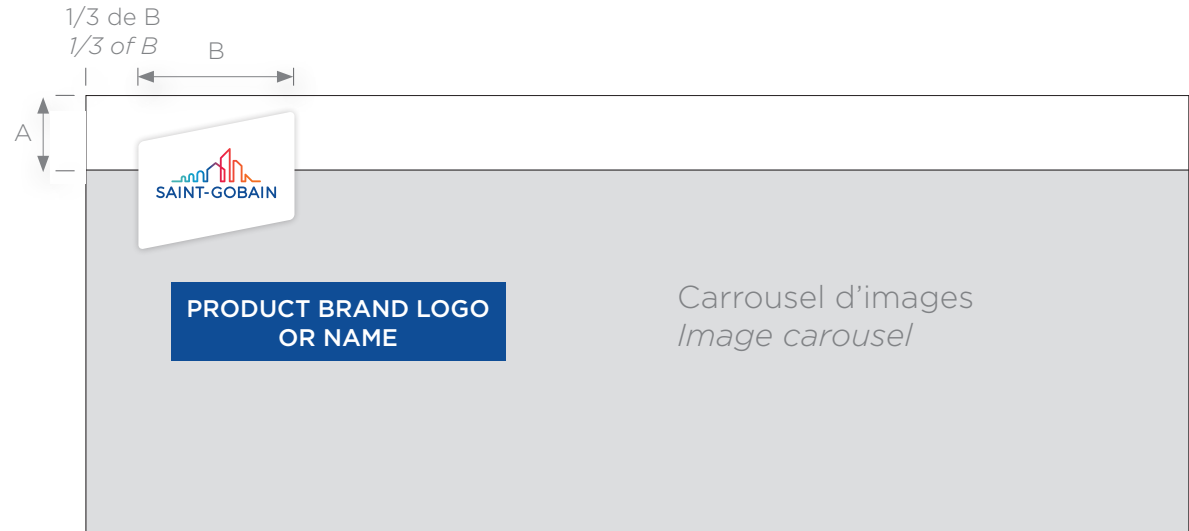 1/3 de B
1/3 of B
B
A
SAINT-GOBAIN
PRODUCT BRAND LOGO
OR NAME
Carrousel d’images
Image carousel